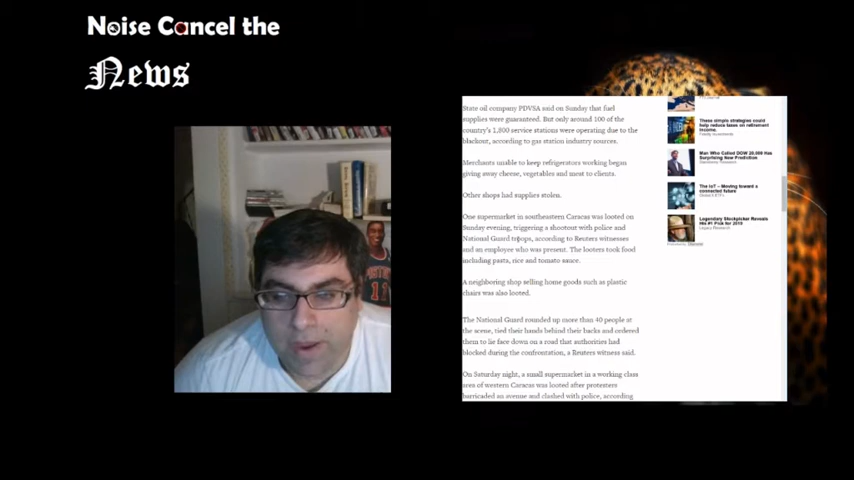 Noise Cancel the
News
11
State oil company PDVSA said on Sunday that fuel
supplies were guaranteed. But only around 100 of the
country's 1,800 service stations were operating due to the
blackout, according to gas station industry sources.
Merchants unable to keep refrigerators working began
giving away cheese, vegetables and meat to clients.
Other shops had supplies stolen.
One supermarket in southeastern Caracas was looted on
Sunday evening, triggering a shootout with police and
National Guard troops, according to Reuters witnesses
and an employee who was present. The looters took food
including pasta, rice and tomato sauce.
A neighboring shop selling home goods such as plastic
chairs was also looted.
The National Guard rounded up more than 40 people at
the scene, tied their hands behind their backs and ordered
them to lie face down on a road that authorities had
blocked during the confrontation, a Reuters witness said.
On Saturday night, a small supermarket in a working class
area of western Caracas was looted after protesters
barricaded an avenue and clashed with police, according
These simple strategies could
help reduce taxes on retirement
income.
Man Who Called DOW 20,000 Has
Surprising New Prediction
The IoT – Moving toward a
connected future
Legendary Stockpicker Reveals
His #1 Pick for 2019
Legacy Research